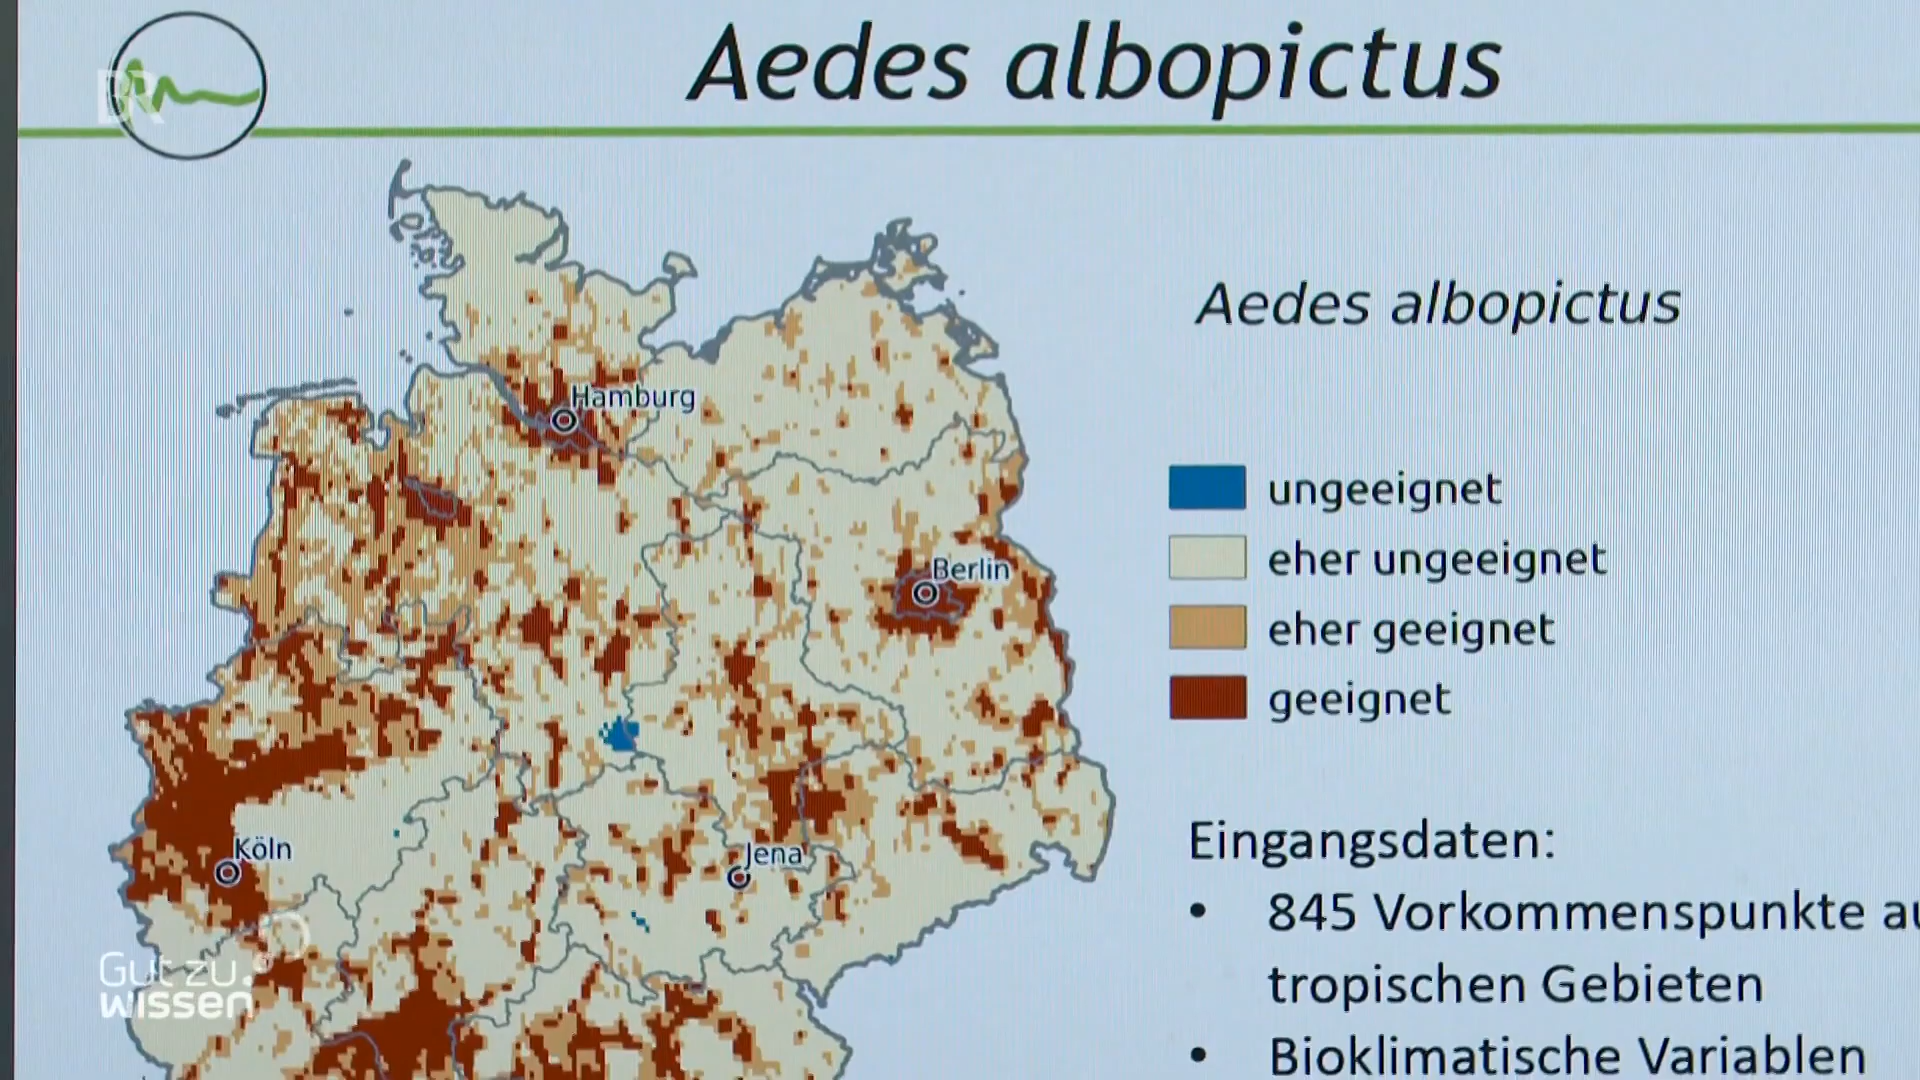 BR
Aedes albopictus
Aedes albopictus
Hamburg
Berlin
Köln
Jena
ungeeignet
eher ungeeignet
eher geeignet
geeignet
Eingangsdaten:
• 845 Vorkommenspunkte
tropischen Gebieten
• Bioklimatische Variablen
Gut zu
wissen